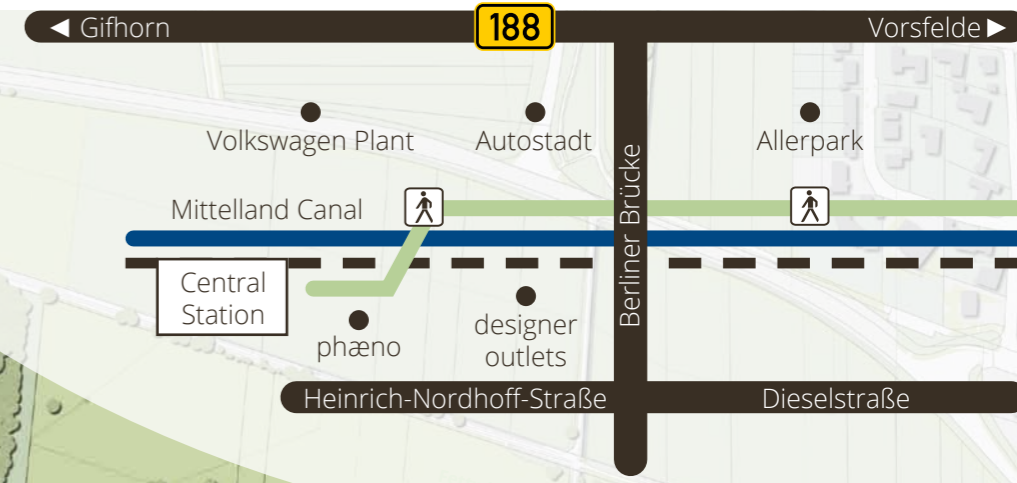 ◄ Gifhorn
188
Vorsfelde ►
Volkswagen Plant
Autostadt
Allerpark
Mittelland Canal
Berliner Brücke
Central
Station
phæno
designer
outlets
Heinrich-Nordhoff-Straße
Dieselstraße